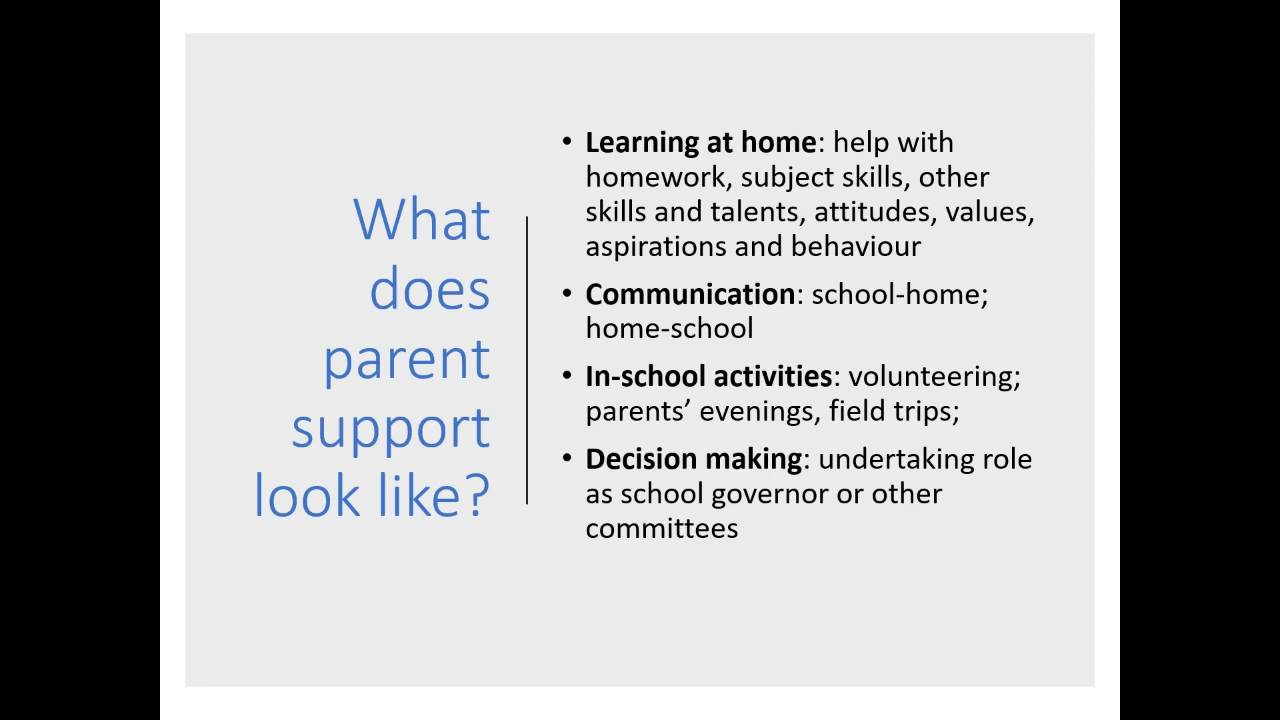 What
does
parent
support
look like?
• Learning at home: help with
homework, subject skills, other
skills and talents, attitudes, values,
aspirations and behaviour
• Communication: school-home;
home-school
• In-school activities: volunteering;
parents’ evenings, field trips;
• Decision making: undertaking role
as school governor or other
committees